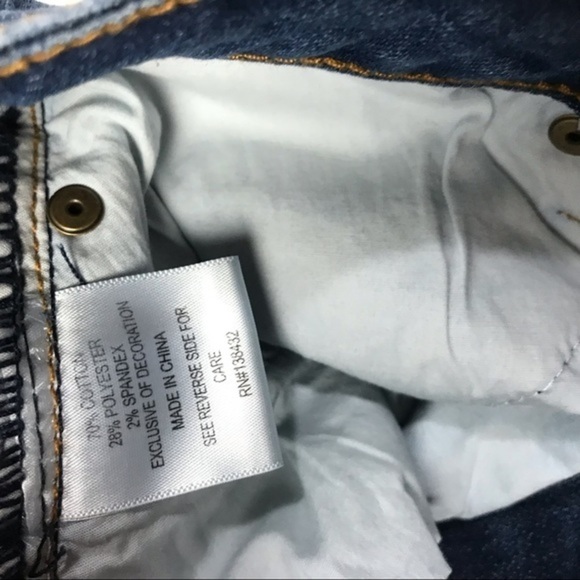 70% COTTON
28% POLYESTER
2% SPANDEX
EXCLUSIVE OF DECORATION
MADE IN CHINA
SEE REVERSE SIDE FOR
CARE
RN#138432